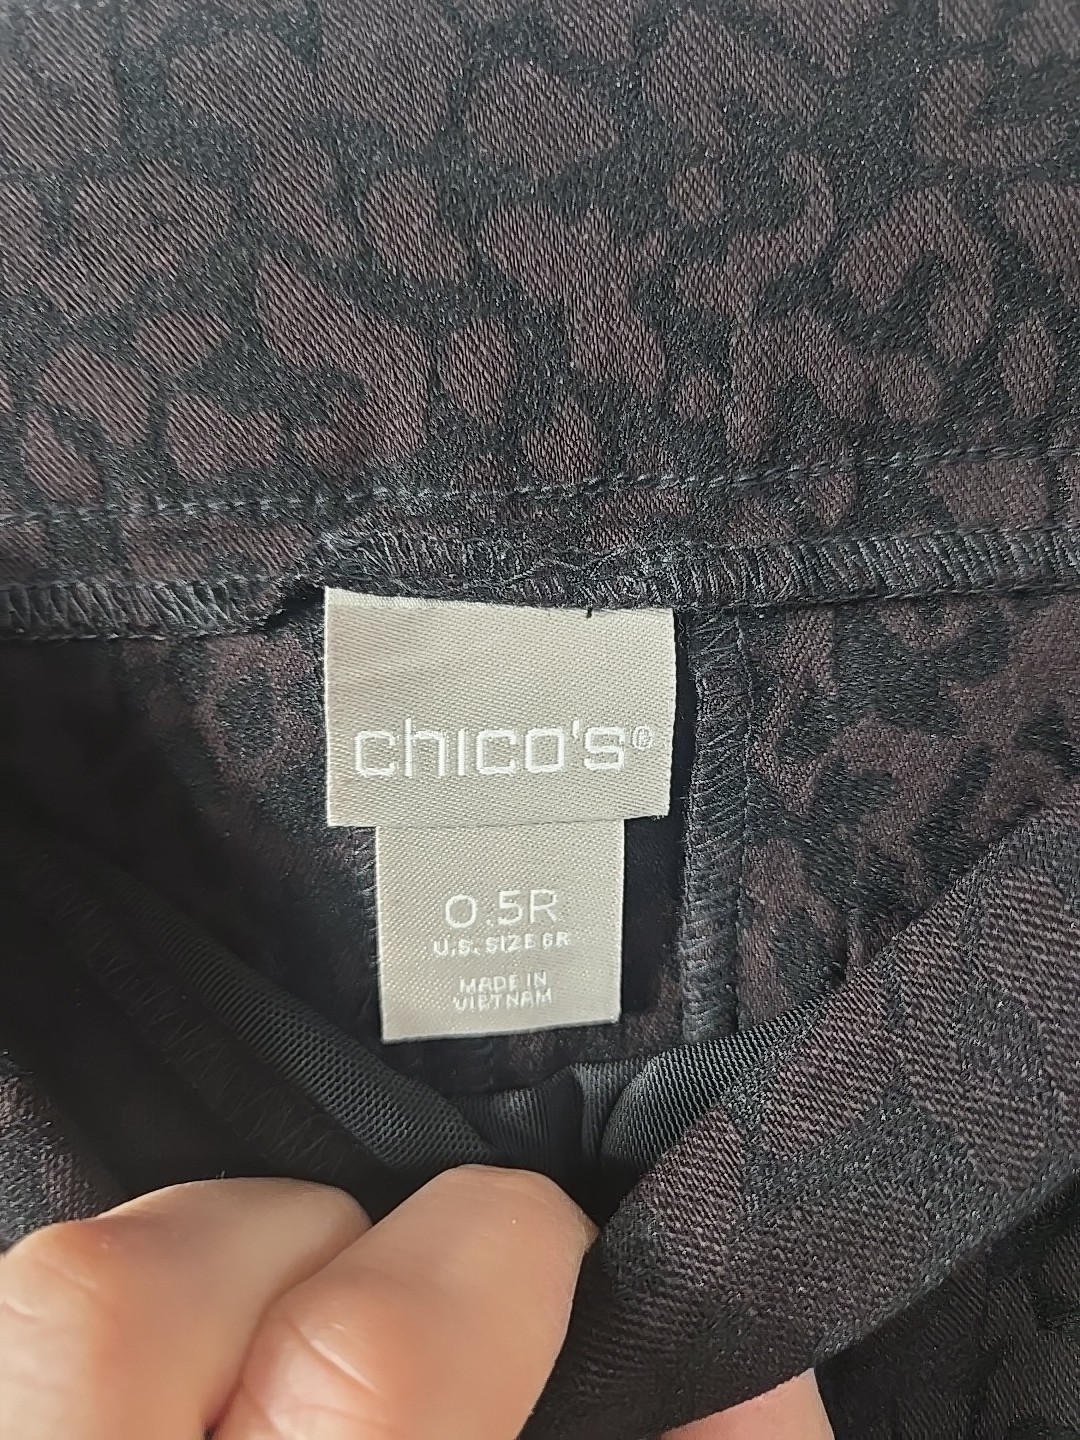 chico's®
0.5R
U.S. SIZE 6R
MADE IN
VIETNAM